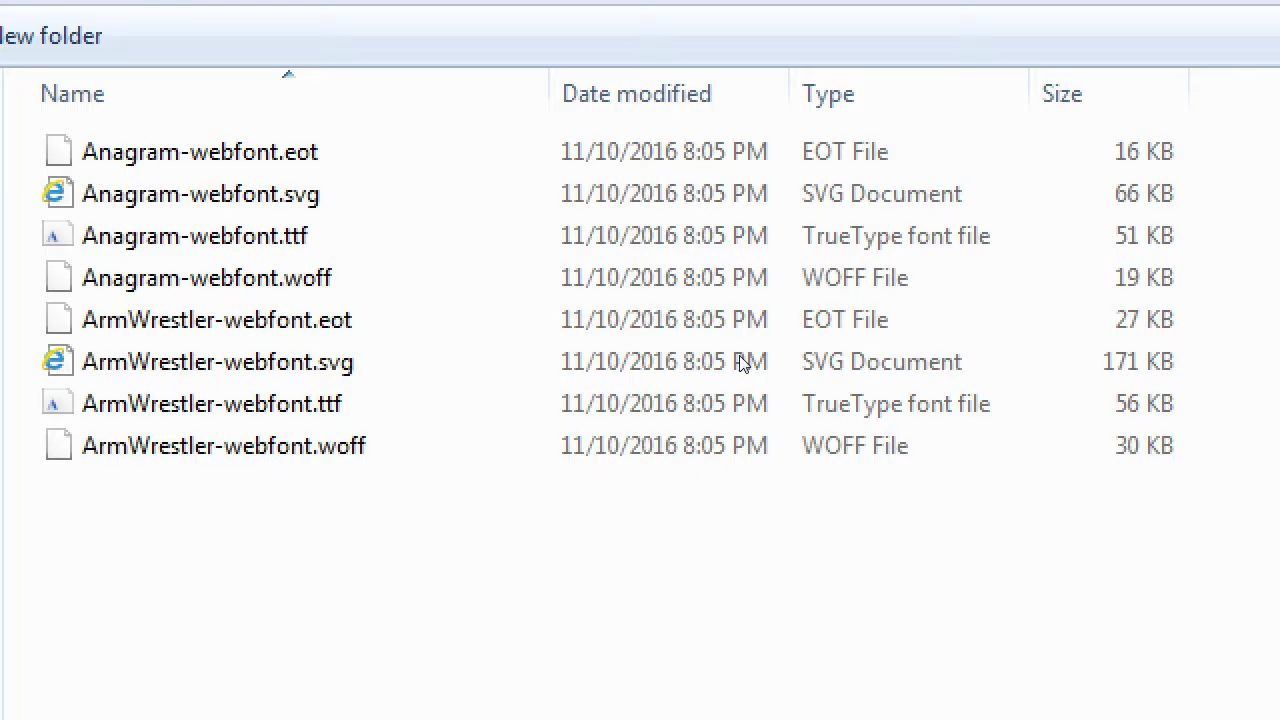 ew folder
Name Date modified Type Size
Anagram-webfont.eot 11/10/2016 8:05 PM EOT File 16 KB
Anagram-webfont.svg 11/10/2016 8:05 PM SVG Document 66 KB
Anagram-webfont.ttf 11/10/2016 8:05 PM TrueType font file 51 KB
Anagram-webfont.woff 11/10/2016 8:05 PM WOFF File 19 KB
ArmWrestler-webfont.eot 11/10/2016 8:05 PM EOT File 27 KB
ArmWrestler-webfont.svg 11/10/2016 8:05 PM SVG Document 171 KB
ArmWrestler-webfont.ttf 11/10/2016 8:05 PM TrueType font file 56 KB
ArmWrestler-webfont.woff 11/10/2016 8:05 PM WOFF File 30 KB